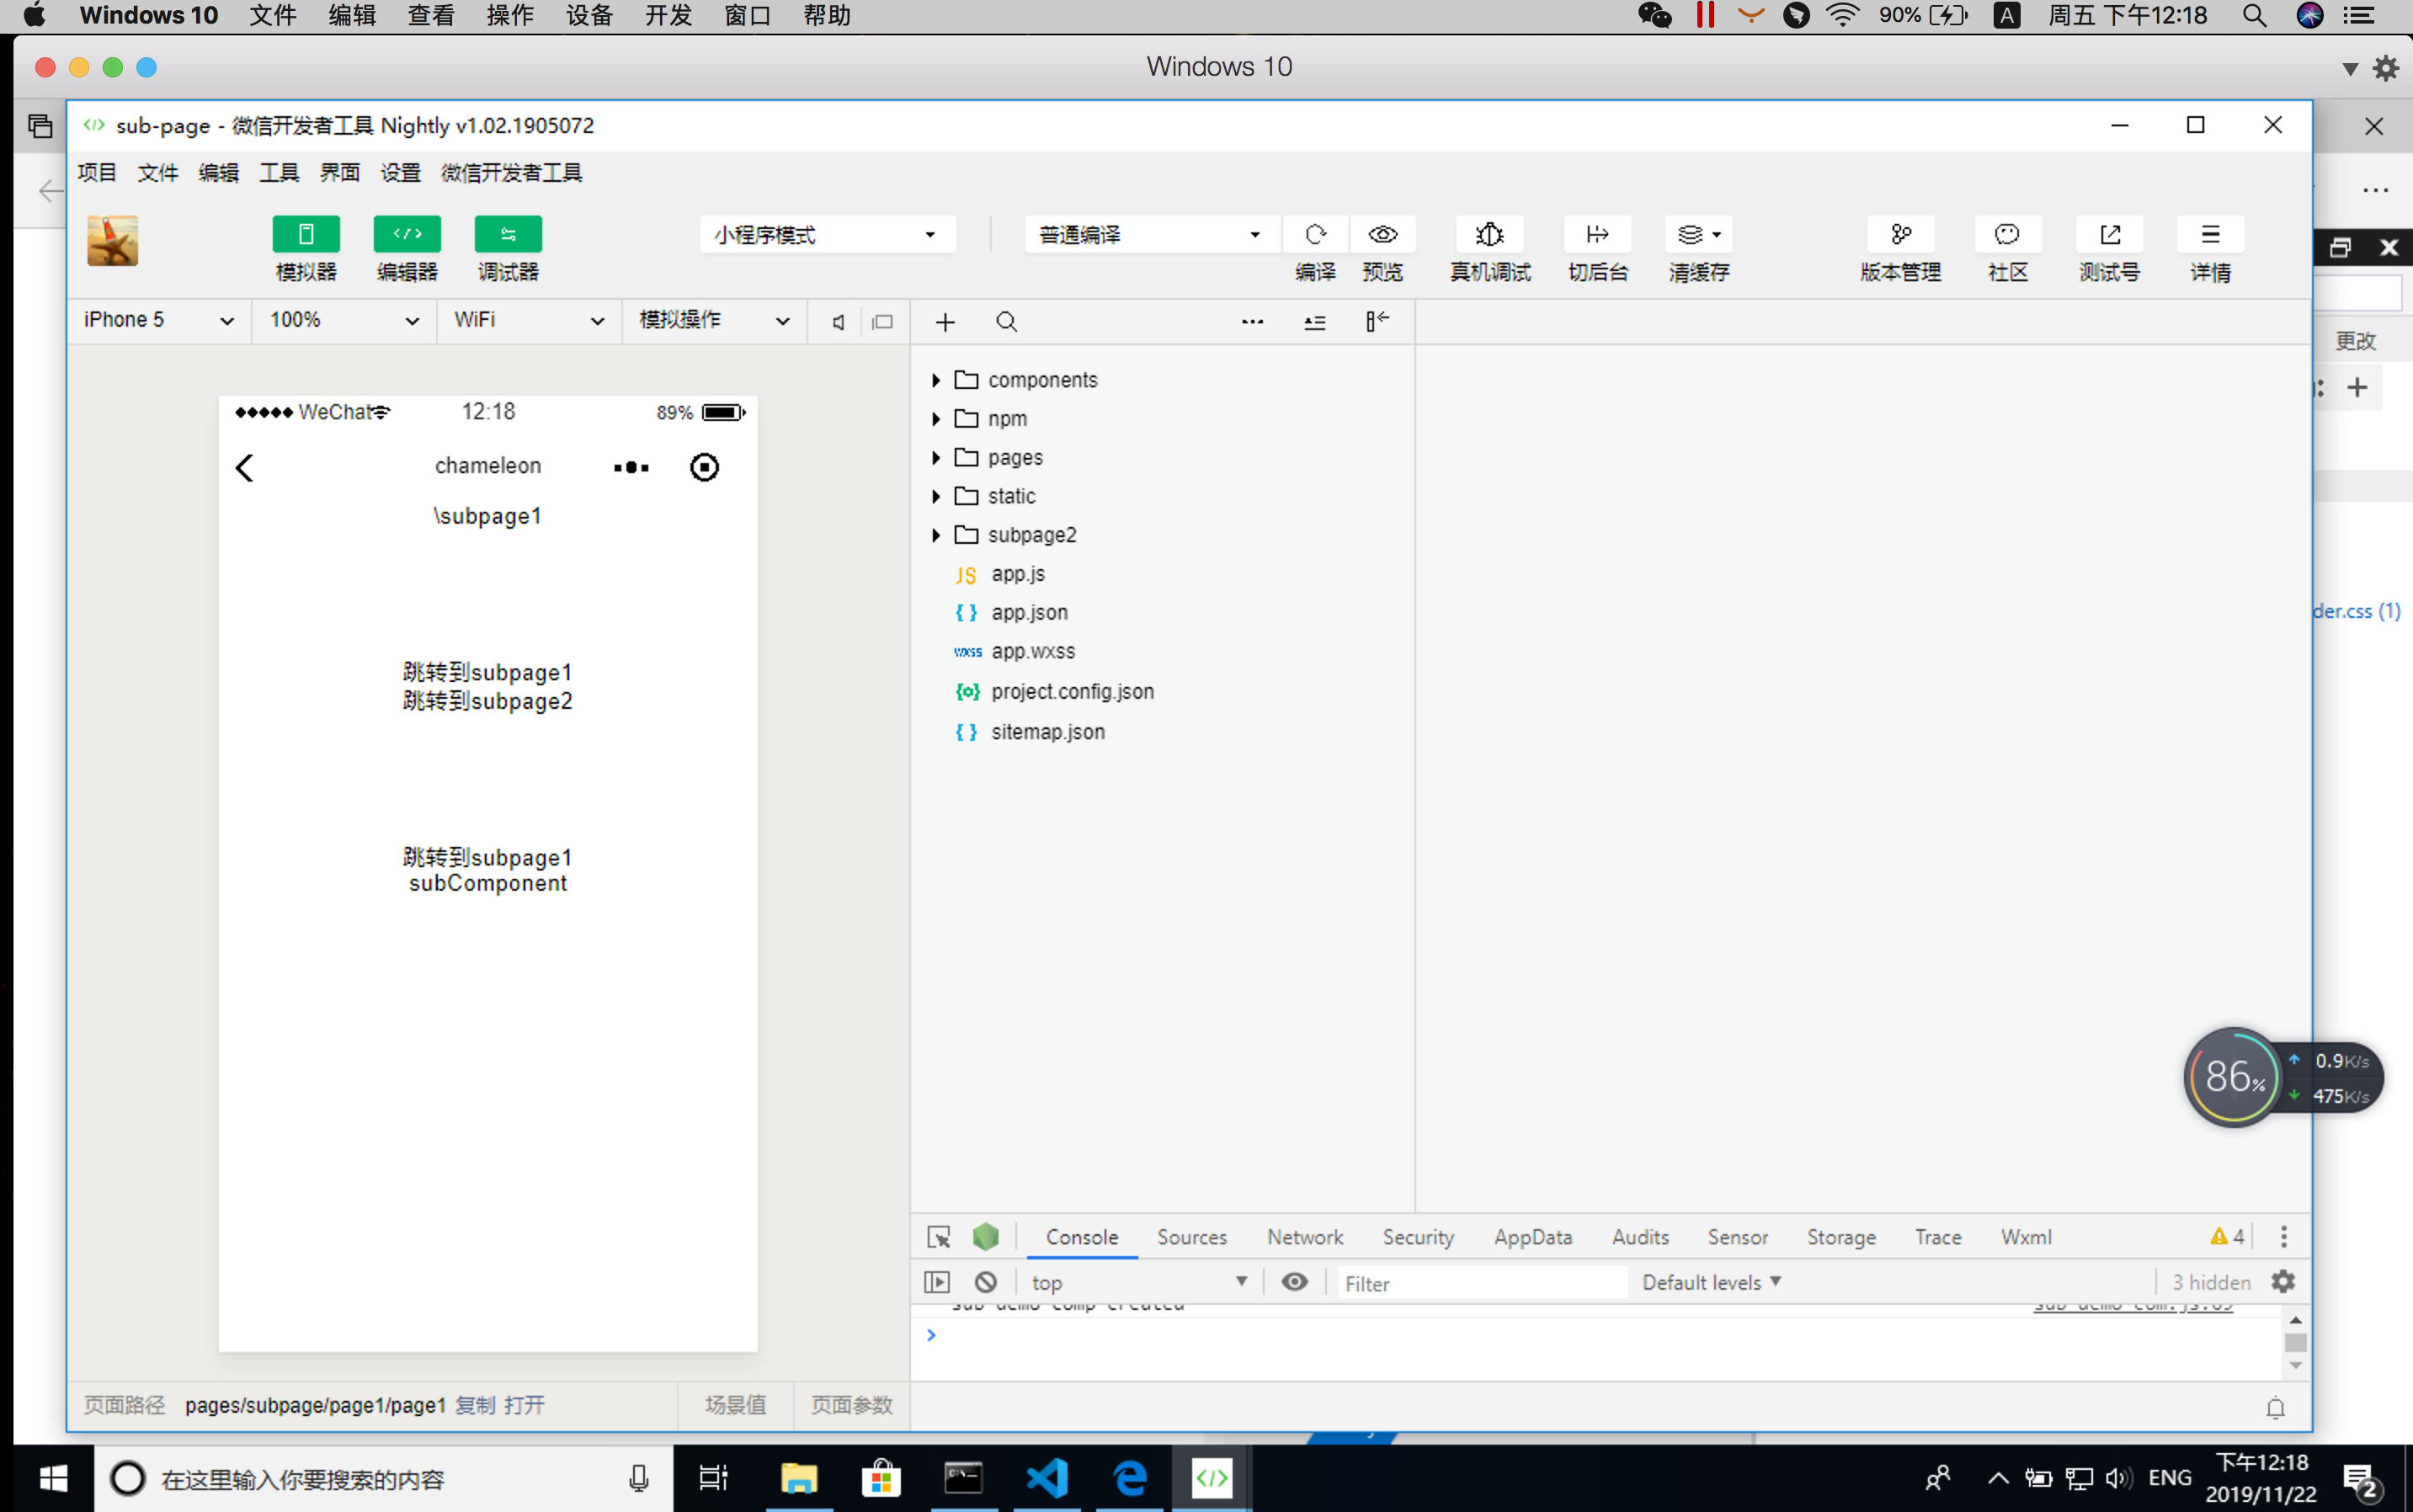 Windows 10 文件 编辑 查看 操作 设备 开发 窗口 帮助 90% A 周五 下午12:18
Windows 10
sub-page - 微信开发者工具 Nightly v1.02.1905072
项目 文件 编辑 工具 界面 设置 微信开发者工具
小程序模式 普通编译
模拟器 编辑器 调试器 编译 预览 真机调试 切后台 清缓存 版本管理 社区 测试号 详情
iPhone 5 100% WiFi 模拟操作
更改
components
npm
pages
static
subpage2
JS app.js
{ } app.json
wxss app.wxss
{o} project.config.json
{ } sitemap.json
der.css (1)
WeChat 12:18 89%
chameleon
\subpage1
跳转到subpage1
跳转到subpage2
跳转到subpage1
subComponent
86% 0.9K/s
475K/s
Console Sources Network Security AppData Audits Sensor Storage Trace Wxml 4
top Filter Default levels 3 hidden
sub demo comp created sub-demo-com.js:69
页面路径 pages/subpage/page1/page1 复制 打开 场景值 页面参数
在这里输入你要搜索的内容
ENG 下午12:18
2019/11/22 2